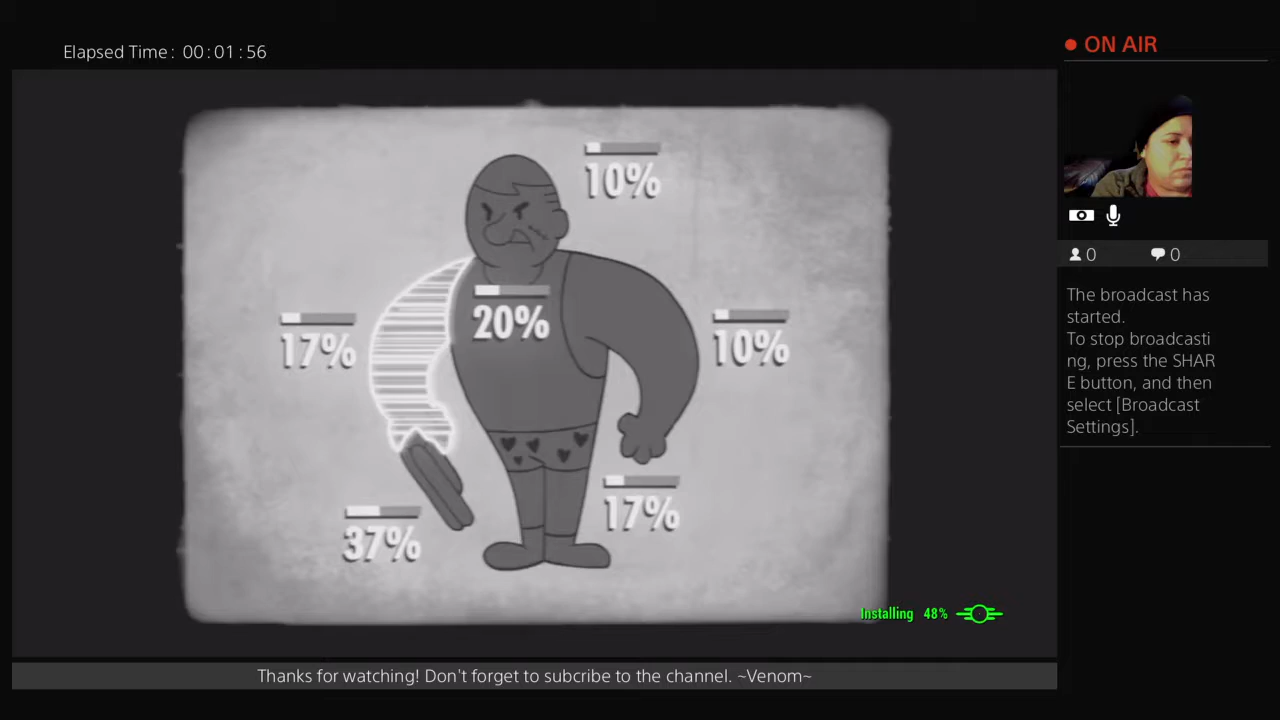 Elapsed Time: 00:01:56
ON AIR
10%
20%
17%
10%
17%
37%
0
0
The broadcast has
started.
To stop broadcasti
ng, press the SHAR
E button, and then
select [Broadcast
Settings].
Installing 48%
Thanks for watching! Don't forget to subcribe to the channel. ~Venom~